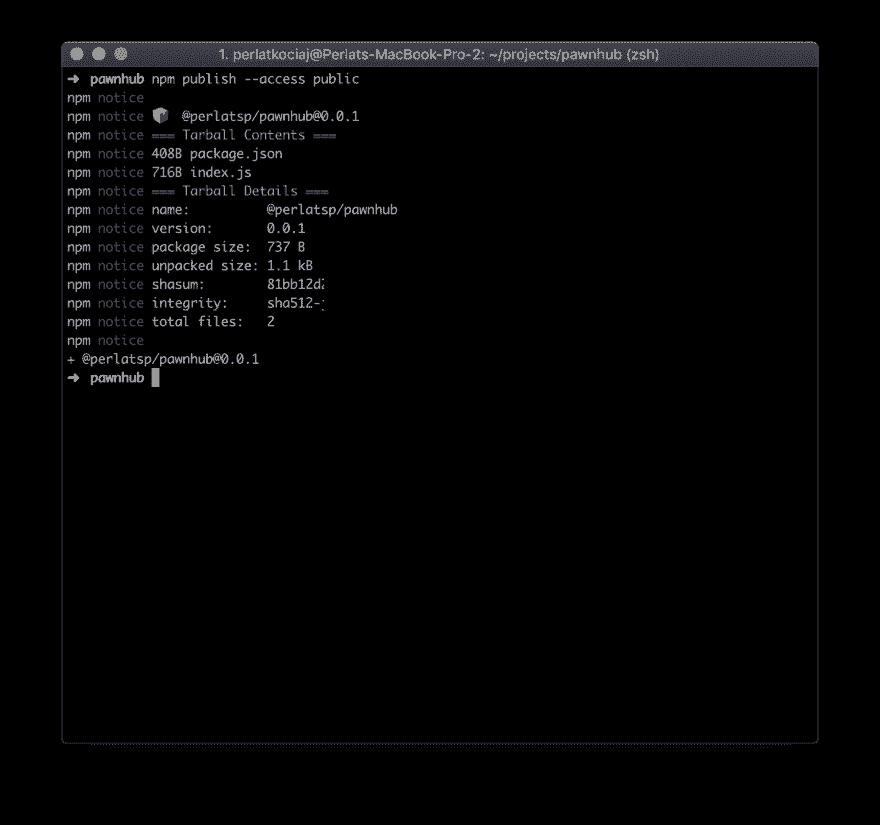 1. perlatkociaj@Perlats-MacBook-Pro-2: ~/projects/pawnhub (zsh)
➜ pawnhub npm publish --access public
npm notice
npm notice 📦 @perlatsp/pawnhub@0.0.1
npm notice === Tarball Contents ===
npm notice 408B package.json
npm notice 716B index.js
npm notice === Tarball Details ===
npm notice name: @perlatsp/pawnhub
npm notice version: 0.0.1
npm notice package size: 737 B
npm notice unpacked size: 1.1 kB
npm notice shasum: 81bb12d
npm notice integrity: sha512-
npm notice total files: 2
npm notice
+ @perlatsp/pawnhub@0.0.1
➜ pawnhub